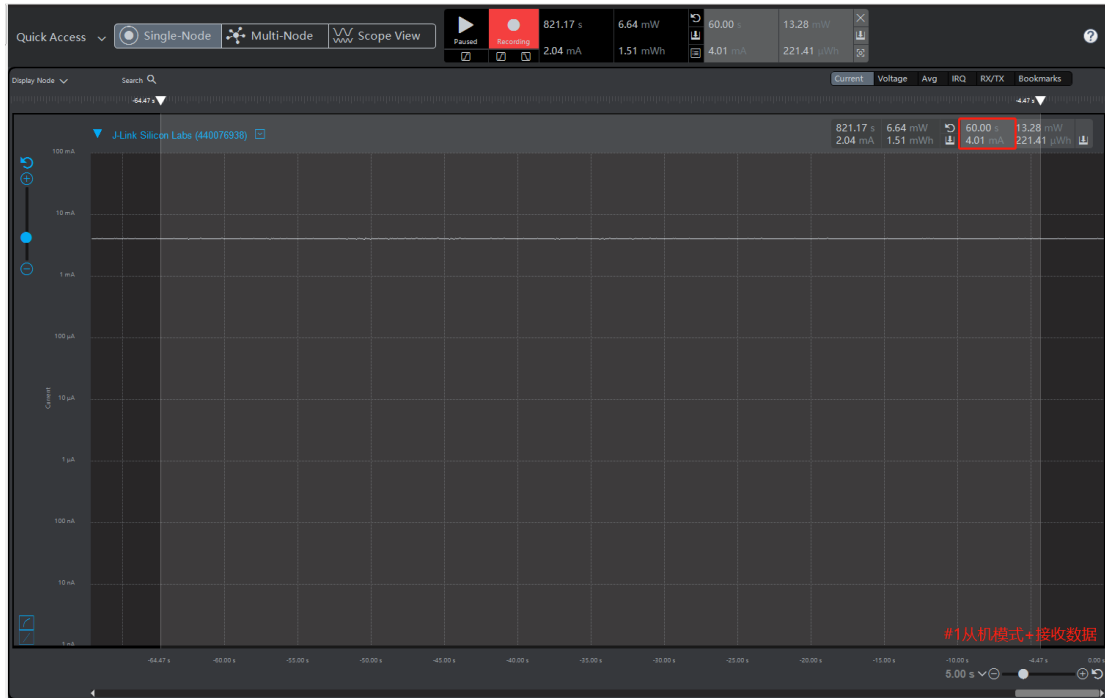 Quick Access
Single-Node
Multi-Node
Scope View
Paused
Recording
821.17 s
6.64 mW
2.04 mA
1.51 mWh
60.00 s
13.28 mW
4.01 mA
221.41 µWh
Display Node
Search
Current
Voltage
Avg
IRQ
RX/TX
Bookmarks
-64.47 s
-4.47 s
J-Link Silicon Labs (440076938)
821.17 s 6.64 mW
60.00 s 13.28 mW
2.04 mA 1.51 mWh
4.01 mA 221.41 µWh
100 mA
10 mA
1 mA
100 µA
10 µA
Current
1 µA
100 nA
10 nA
1 nA
#1从机模式+接收数据
-64.47 s
-60.00 s
-55.00 s
-50.00 s
-45.00 s
-40.00 s
-35.00 s
-30.00 s
-25.00 s
-20.00 s
-15.00 s
-10.00 s
-4.47 s
0.00 s
5.00 s